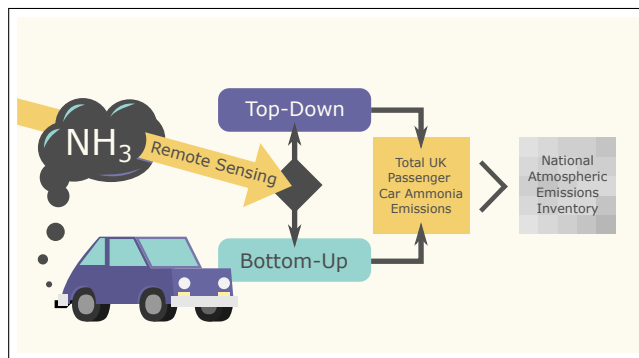 NH3
Remote Sensing
Top-Down
Bottom-Up
Total UK
Passenger
Car Ammonia
Emissions
National
Atmospheric
Emissions
Inventory